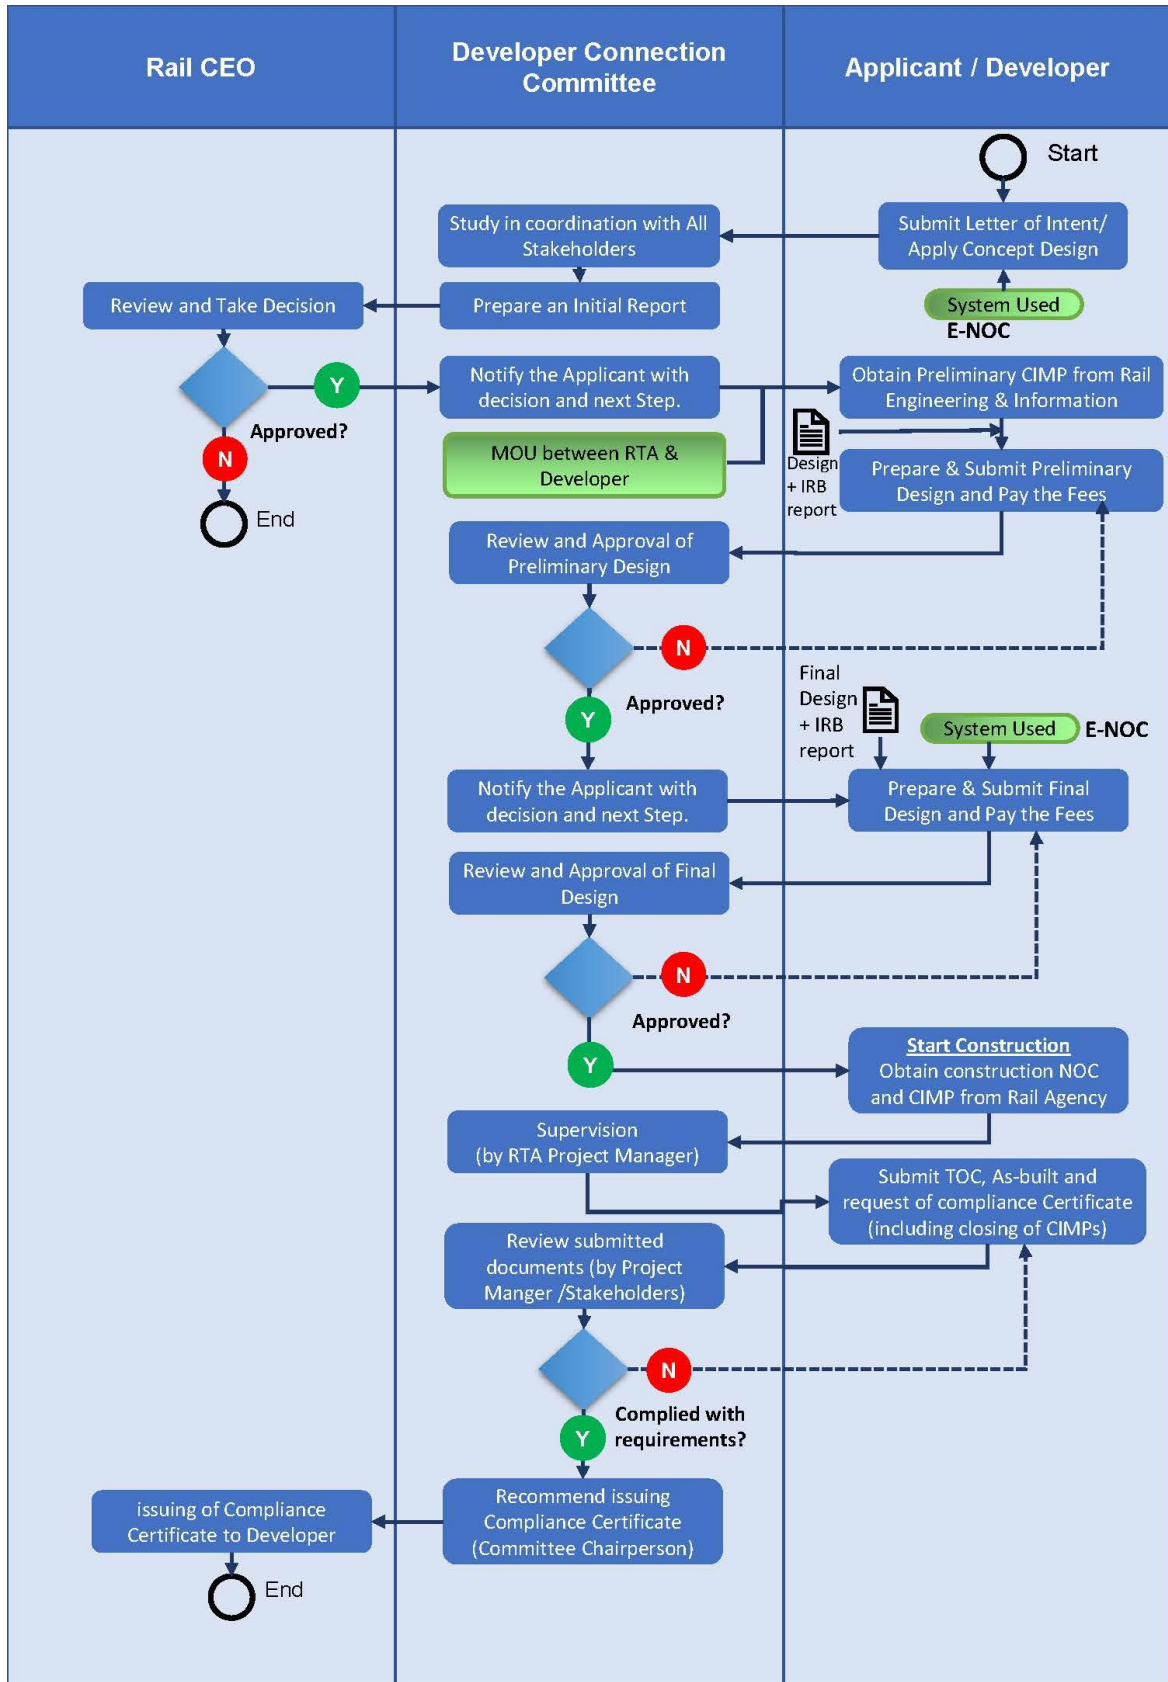 Rail CEO
Developer Connection
Committee
Applicant / Developer
Start
Study in coordination with All
Stakeholders
Submit Letter of Intent/
Apply Concept Design
Review and Take Decision
Prepare an Initial Report
System Used
E-NOC
Y
Approved?
N
End
Notify the Applicant with
decision and next Step.
MOU between RTA &
Developer
Obtain Preliminary CIMP from Rail
Engineering & Information
Design
+ IRB
report
Prepare & Submit Preliminary
Design and Pay the Fees
Review and Approval of
Preliminary Design
N
Approved?
Y
Final
Design
+ IRB
report
System Used
E-NOC
Notify the Applicant with
decision and next Step.
Prepare & Submit Final
Design and Pay the Fees
Review and Approval of Final
Design
N
Approved?
Y
Start Construction
Obtain construction NOC
and CIMP from Rail Agency
Supervision
(by RTA Project Manager)
Submit TOC, As-built and
request of compliance Certificate
(including closing of CIMPs)
Review submitted
documents (by Project
Manger /Stakeholders)
N
Complied with
requirements?
Y
Recommend issuing
Compliance Certificate
(Committee Chairperson)
issuing of Compliance
Certificate to Developer
End